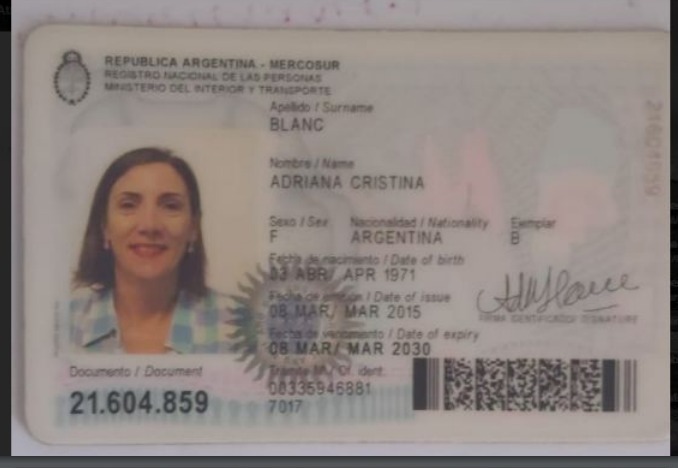 REPUBLICA ARGENTINA - MERCOSUR
REGISTRO NACIONAL DE LAS PERSONAS
MINISTERIO DEL INTERIOR Y TRANSPORTE
Apellido / Surname
BLANC
Nombre / Name
ADRIANA CRISTINA
Sexo / Sex Nacionalidad / Nationality Ejemplar
F ARGENTINA B
Fecha de nacimiento / Date of birth
03 ABR/ APR 1971
Fecha de emisión / Date of issue
08 MAR/ MAR 2015
Fecha de vencimiento / Date of expiry
08 MAR/ MAR 2030
FIRMA IDENTIFICADO / SIGNATURE
Documento / Document
21.604.859
Trámite Nº / Of. ident.
00335946881
7017
21604859